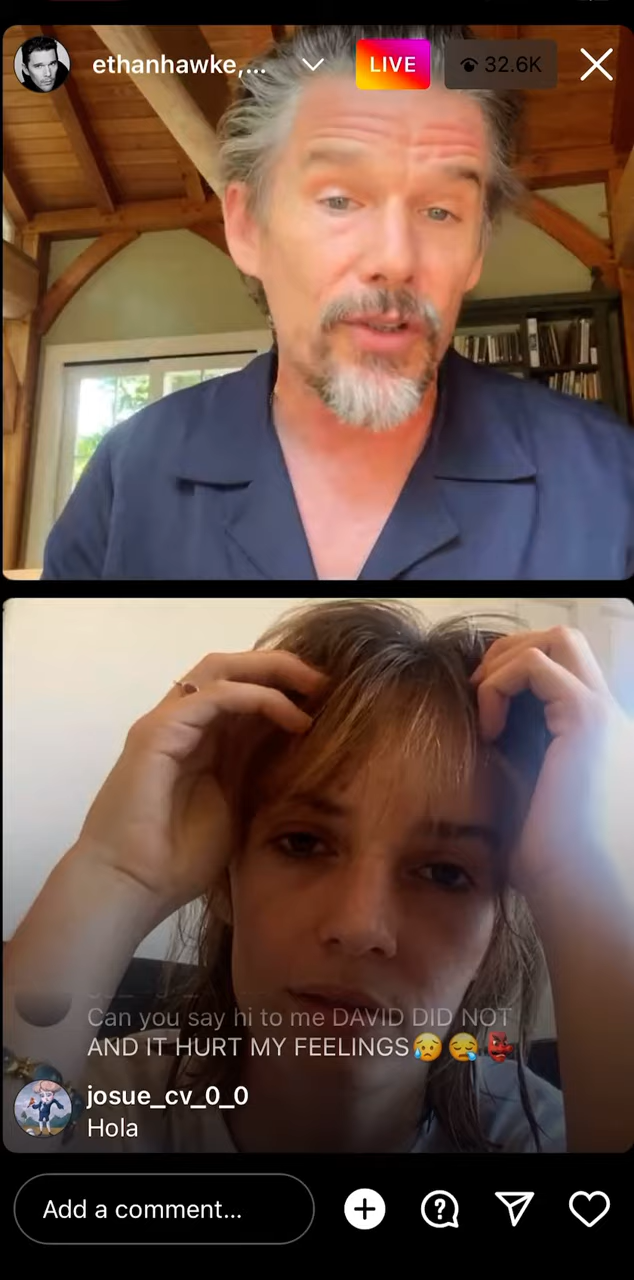 ethanhawke,...
LIVE
32.6K
Can you say hi to me DAVID DID NOT
AND IT HURT MY FEELINGS😥😪👺
josue_cv_0_0
Hola
Add a comment...